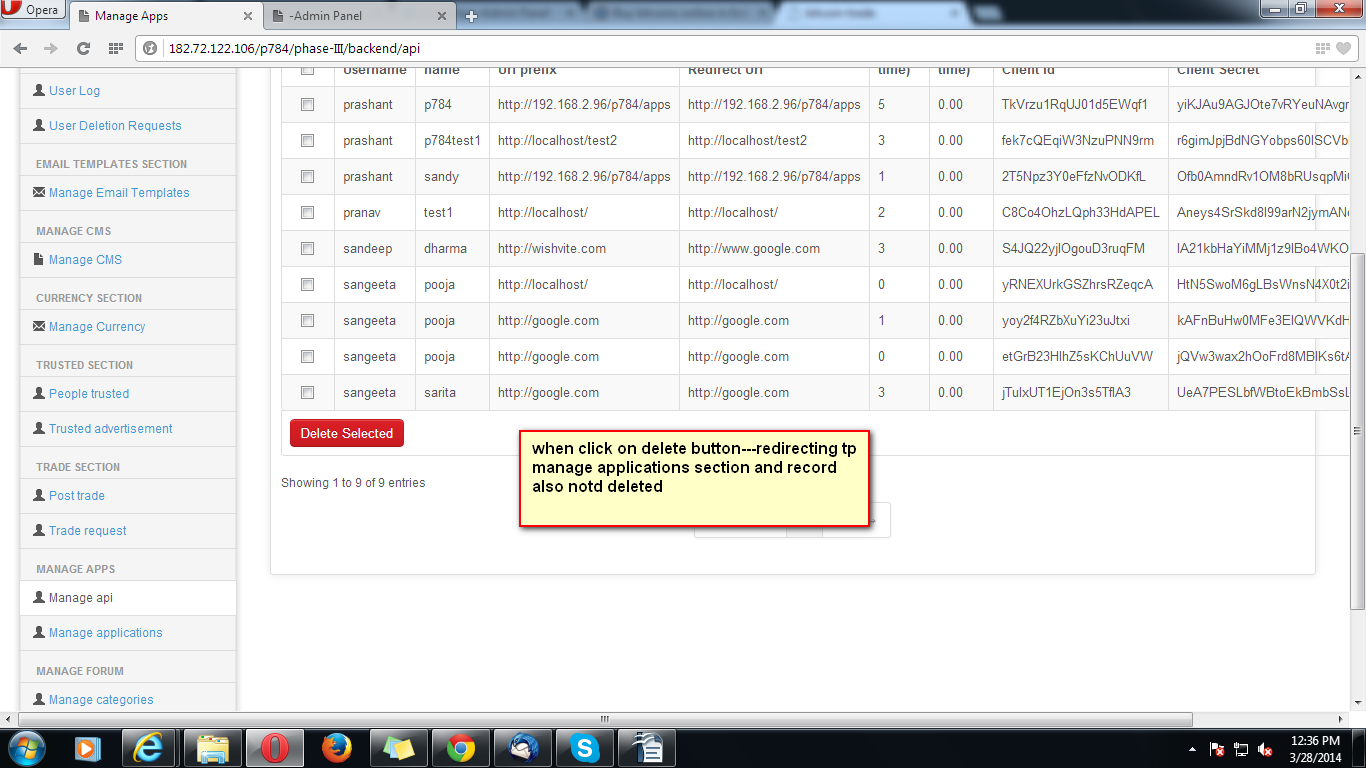 Opera
Manage Apps
-Admin Panel
182.72.122.106/p784/phase-III/backend/api
User Log
User Deletion Requests
EMAIL TEMPLATES SECTION
Manage Email Templates
MANAGE CMS
Manage CMS
CURRENCY SECTION
Manage Currency
TRUSTED SECTION
People trusted
Trusted advertisement
TRADE SECTION
Post trade
Trade request
MANAGE APPS
Manage api
Manage applications
MANAGE FORUM
Manage categories
Username name Url prefix Redirect Url time) time) Client Id Client Secret
prashant p784 http://192.168.2.96/p784/apps http://192.168.2.96/p784/apps 5 0.00 TkVrzu1RqUJ01d5EWqf1 yiKJAu9AGJOte7vRYeuNAvgr
prashant p784test1 http://localhost/test2 http://localhost/test2 3 0.00 fek7cQEqiW3NzuPNN9rm r6gimJpjBdNGYobps60ISCVb
prashant sandy http://192.168.2.96/p784/apps http://192.168.2.96/p784/apps 1 0.00 2T5Npz3Y0eFfzNvODKfL Ofb0AmndRv1OM8bRUsqpMi
pranav test1 http://localhost/ http://localhost/ 2 0.00 C8Co4OhzLQph33HdAPEL Aneys4SrSkd8I99arN2jymAN
sandeep dharma http://wishvite.com http://www.google.com 3 0.00 S4JQ22yjIOgouD3ruqFM IA21kbHaYiMMj1z9IBo4WKO
sangeeta pooja http://localhost/ http://localhost/ 0 0.00 yRNEXUrkGSZhrsRZeqcA HtN5SwoM6gLBsWnsN4X0t2i
sangeeta pooja http://google.com http://google.com 1 0.00 yoy2f4RZbXuYi23uJtxi kAFnBuHw0MFe3EIQWVKdH
sangeeta pooja http://google.com http://google.com 0 0.00 etGrB23HlhZ5sKChUuVW jQVw3wax2hOoFrd8MBIKs6tA
sangeeta sarita http://google.com http://google.com 3 0.00 jTuIxUT1EjOn3s5TflA3 UeA7PESLbfWBtoEkBmbSsL
Delete Selected
when click on delete button---redirecting tp
manage applications section and record
also notd deleted
Showing 1 to 9 of 9 entries
12:36 PM
3/28/2014